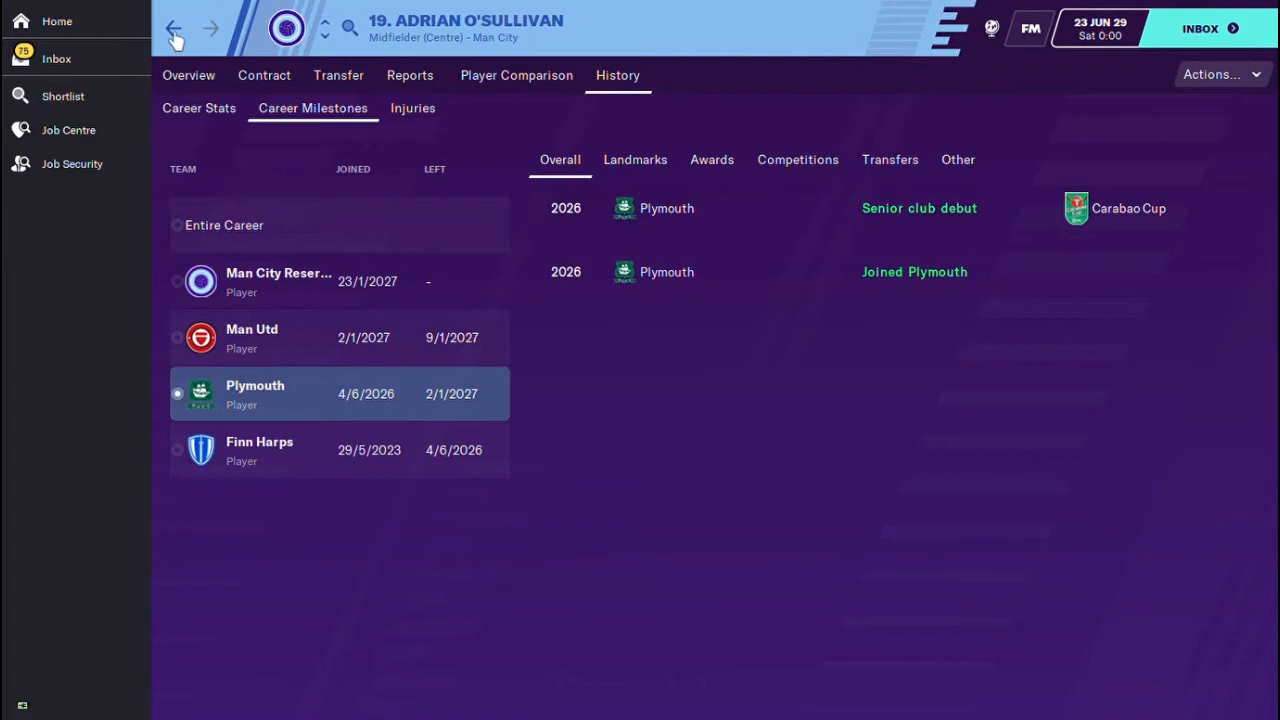 Home
75
Inbox
Shortlist
Job Centre
Job Security
19. ADRIAN O'SULLIVAN
Midfielder (Centre) - Man City
FM
23 JUN 29
Sat 0:00
INBOX
Overview
Contract
Transfer
Reports
Player Comparison
History
Actions...
Career Stats
Career Milestones
Injuries
TEAM JOINED LEFT
Entire Career
Man City Reser... 23/1/2027 -
Player
Man Utd 2/1/2027 9/1/2027
Player
Plymouth 4/6/2026 2/1/2027
Player
Finn Harps 29/5/2023 4/6/2026
Player
Overall Landmarks Awards Competitions Transfers Other
2026 Plymouth Senior club debut Carabao Cup
2026 Plymouth Joined Plymouth